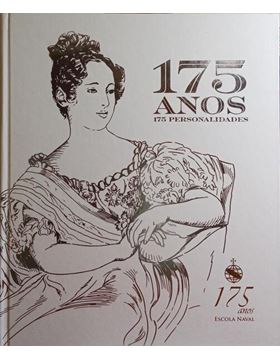 175
ANOS
175 PERSONALIDADES
175
anos
ESCOLA NAVAL